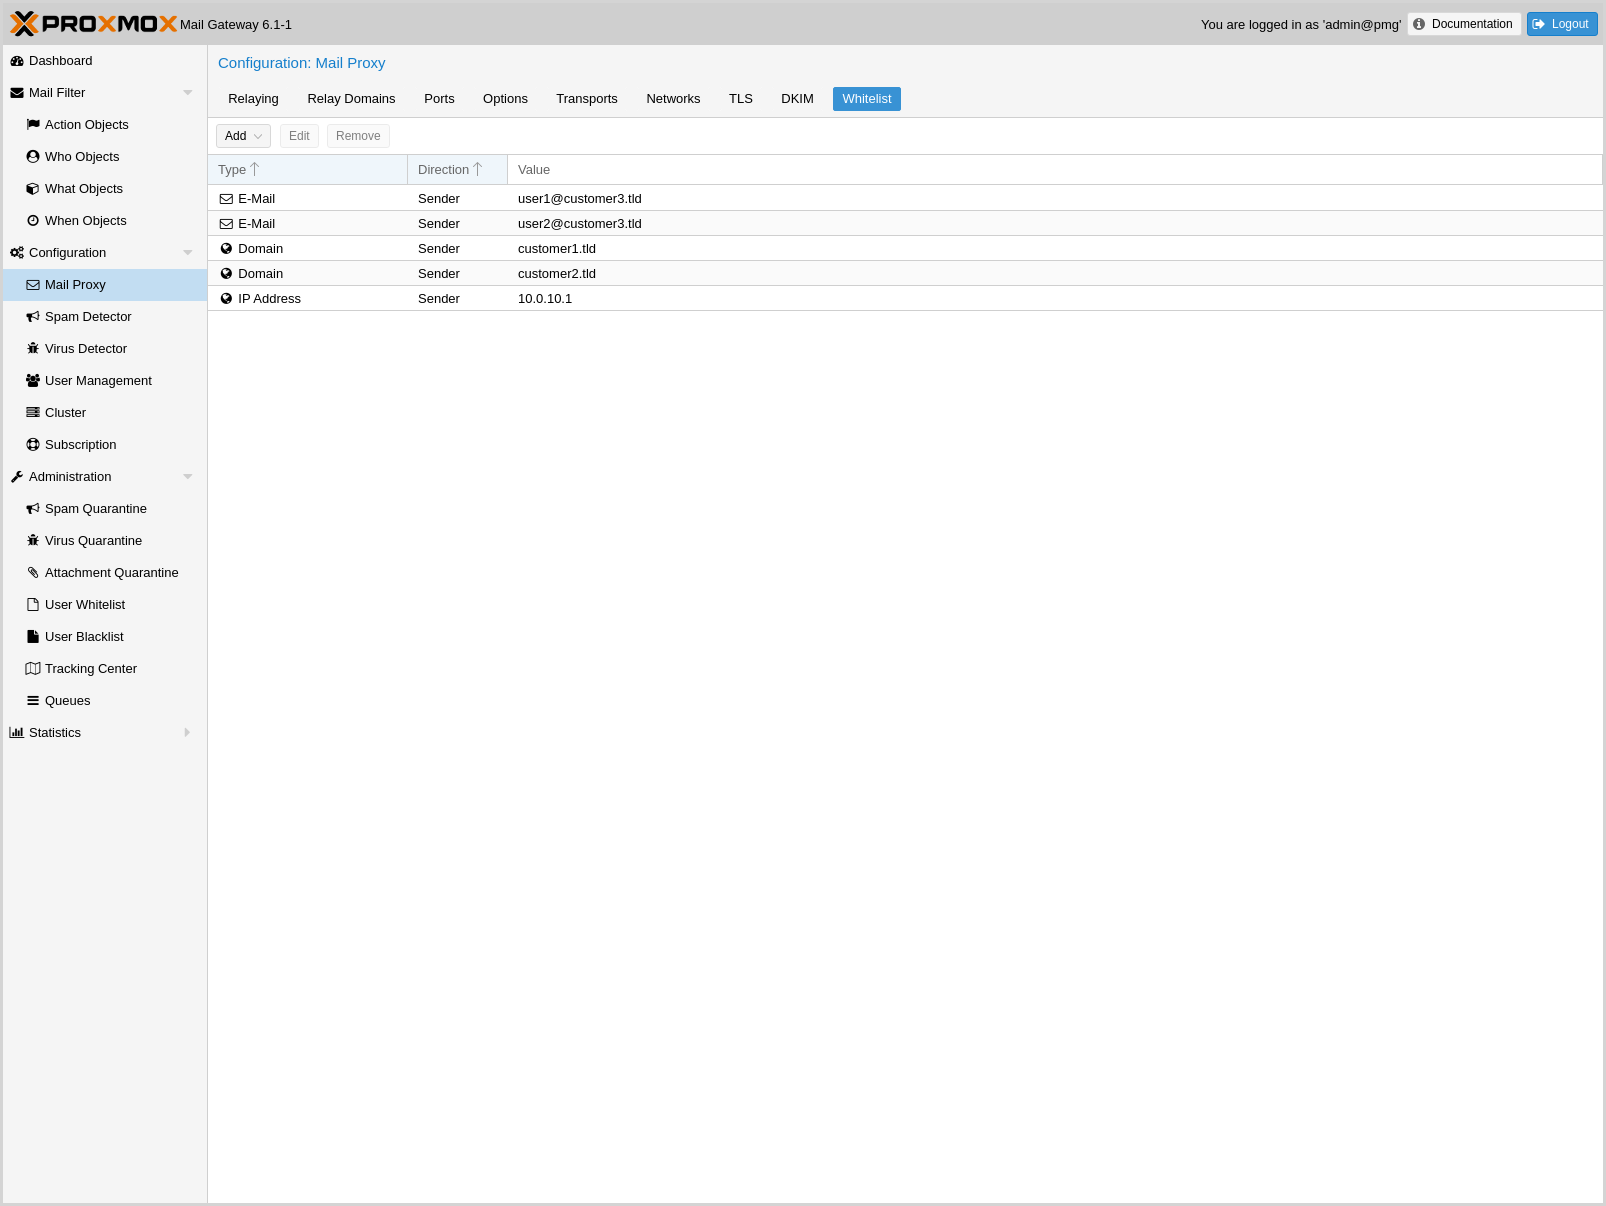 PROXMOX Mail Gateway 6.1-1 You are logged in as 'admin@pmg' Documentation Logout
Dashboard
Mail Filter
Action Objects
Who Objects
What Objects
When Objects
Configuration
Mail Proxy
Spam Detector
Virus Detector
User Management
Cluster
Subscription
Administration
Spam Quarantine
Virus Quarantine
Attachment Quarantine
User Whitelist
User Blacklist
Tracking Center
Queues
Statistics
Configuration: Mail Proxy
Relaying Relay Domains Ports Options Transports Networks TLS DKIM Whitelist
Add Edit Remove
Type Direction Value
E-Mail Sender user1@customer3.tld
E-Mail Sender user2@customer3.tld
Domain Sender customer1.tld
Domain Sender customer2.tld
IP Address Sender 10.0.10.1